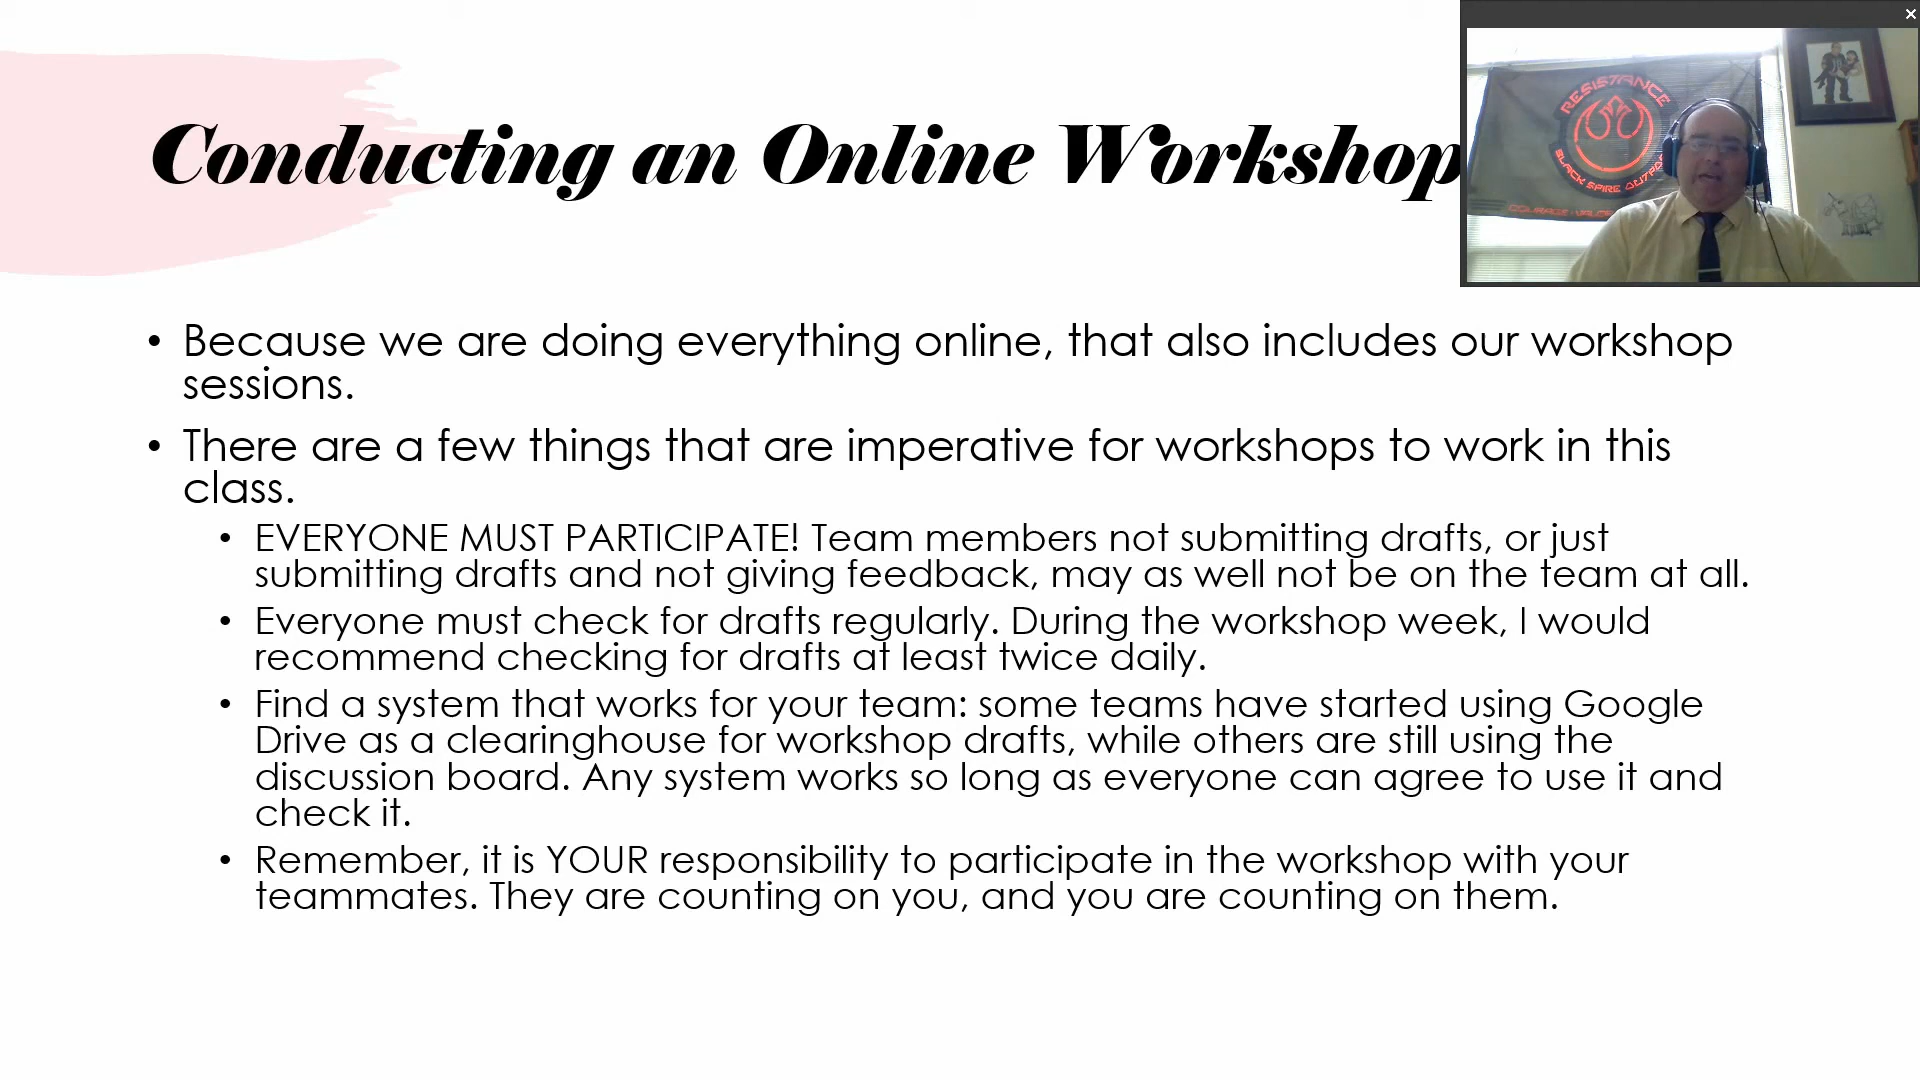 Conducting an Online Workshop
RESISTANCE
BLACK SPIRE
• Because we are doing everything online, that also includes our workshop
sessions.
• There are a few things that are imperative for workshops to work in this
class.
• EVERYONE MUST PARTICIPATE! Team members not submitting drafts, or just
submitting drafts and not giving feedback, may as well not be on the team at all.
• Everyone must check for drafts regularly. During the workshop week, I would
recommend checking for drafts at least twice daily.
• Find a system that works for your team: some teams have started using Google
Drive as a clearinghouse for workshop drafts, while others are still using the
discussion board. Any system works so long as everyone can agree to use it and
check it.
• Remember, it is YOUR responsibility to participate in the workshop with your
teammates. They are counting on you, and you are counting on them.